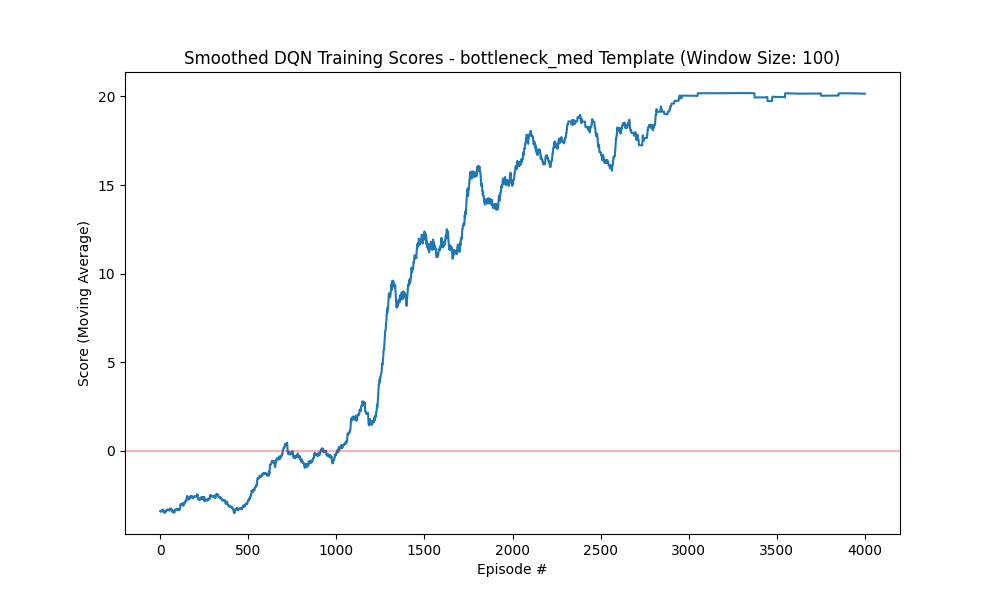 Smoothed DQN Training Scores - bottleneck_med Template (Window Size: 100)
20
15
10
5
0
Score (Moving Average)
0 500 1000 1500 2000 2500 3000 3500 4000
Episode #